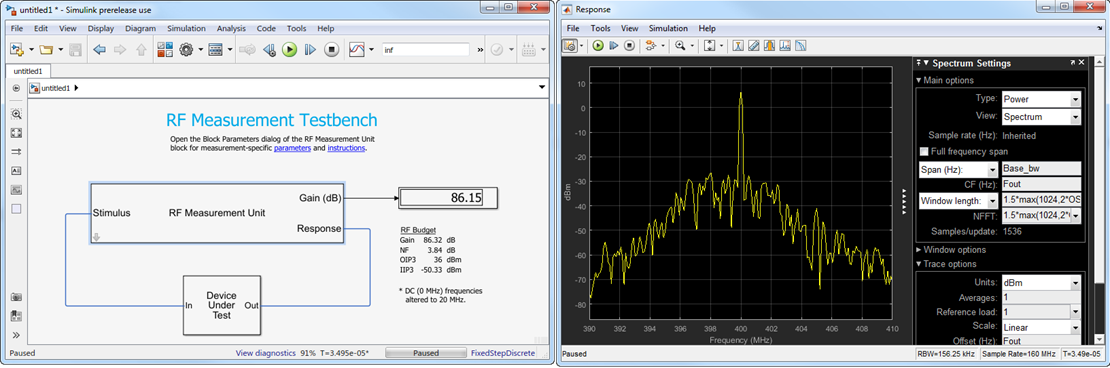 untitled1 * - Simulink prerelease use
File Edit View Display Diagram Simulation Analysis Code Tools Help
inf »
untitled1
untitled1
RF Measurement Testbench
Open the Block Parameters dialog of the RF Measurement Unit
block for measurement-specific parameters and instructions.
Gain (dB)
86.15
Stimulus
RF Measurement Unit
Response
RF Budget
Gain 86.32 dB
NF 3.84 dB
OIP3 36 dBm
IIP3 -50.33 dBm
* DC (0 MHz) frequencies
altered to 20 MHz.
In
Device
Under
Test
Out
»
Paused View diagnostics 91% T=3.495e-05* Paused FixedStepDiscrete
Response
File Tools View Simulation Help
10
0
-10
-20
-30
-40
-50
-60
-70
-80
dBm
390 392 394 396 398 400 402 404 406 408 410
Frequency (MHz)
Spectrum Settings
Main options
Type: Power
View: Spectrum
Sample rate (Hz): Inherited
Full frequency span
Span (Hz): Base_bw
CF (Hz): Fout
Window length: 1.5*max(1024,2*OS
NFFT: 1.5*max(1024,2*
Samples/update: 1536
Window options
Trace options
Units: dBm
Averages: 1
Reference load: 1
Scale: Linear
Offset (Hz): Fout
Paused RBW=156.25 kHz Sample Rate=160 MHz T=3.49e-05